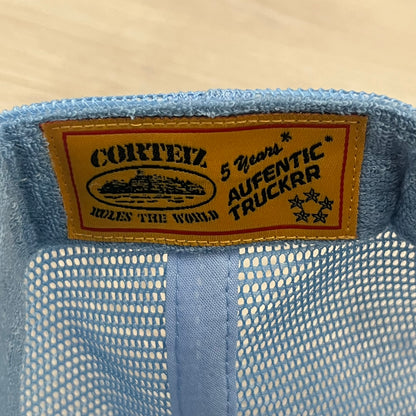 CORTEIZ
RULES THE WORLD
5 Years*
AUFENTIC*
TRUCKRR